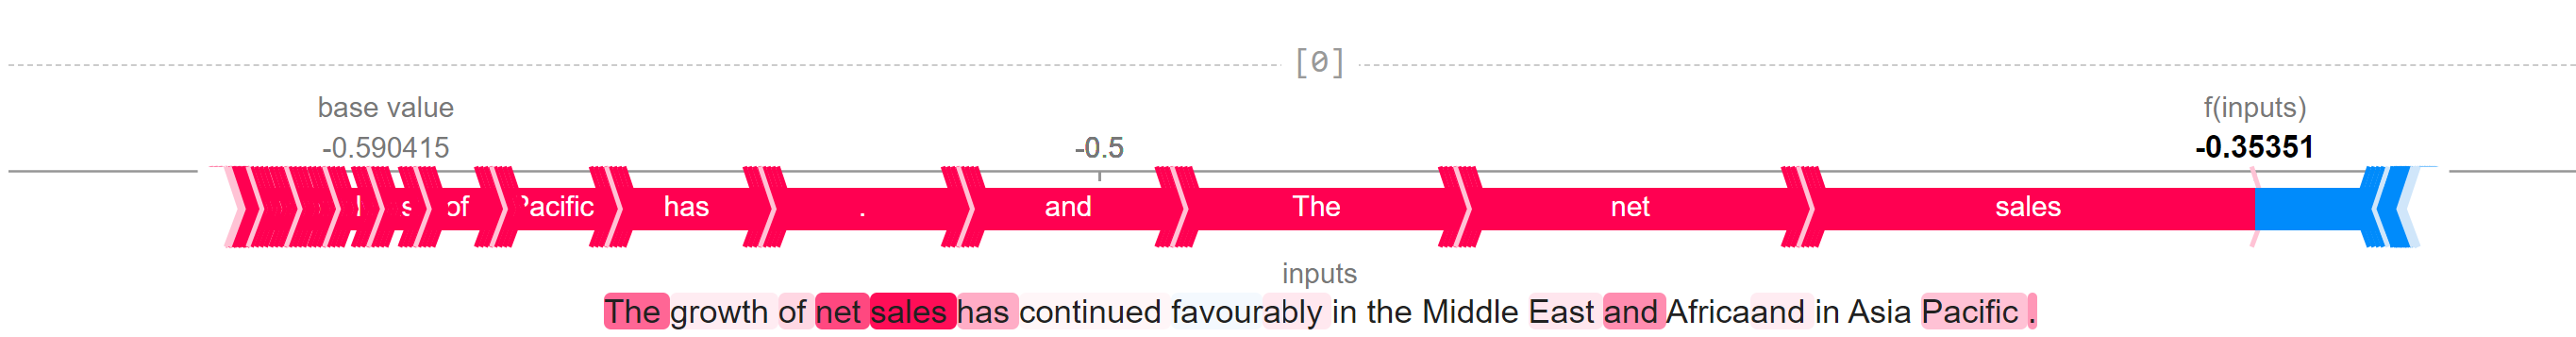 [0]
base value f(inputs)
-0.590415 -0.5 -0.35351
of Pacific has . and The net sales
inputs
The growth of net sales has continued favourably in the Middle East and Africaand in Asia Pacific .